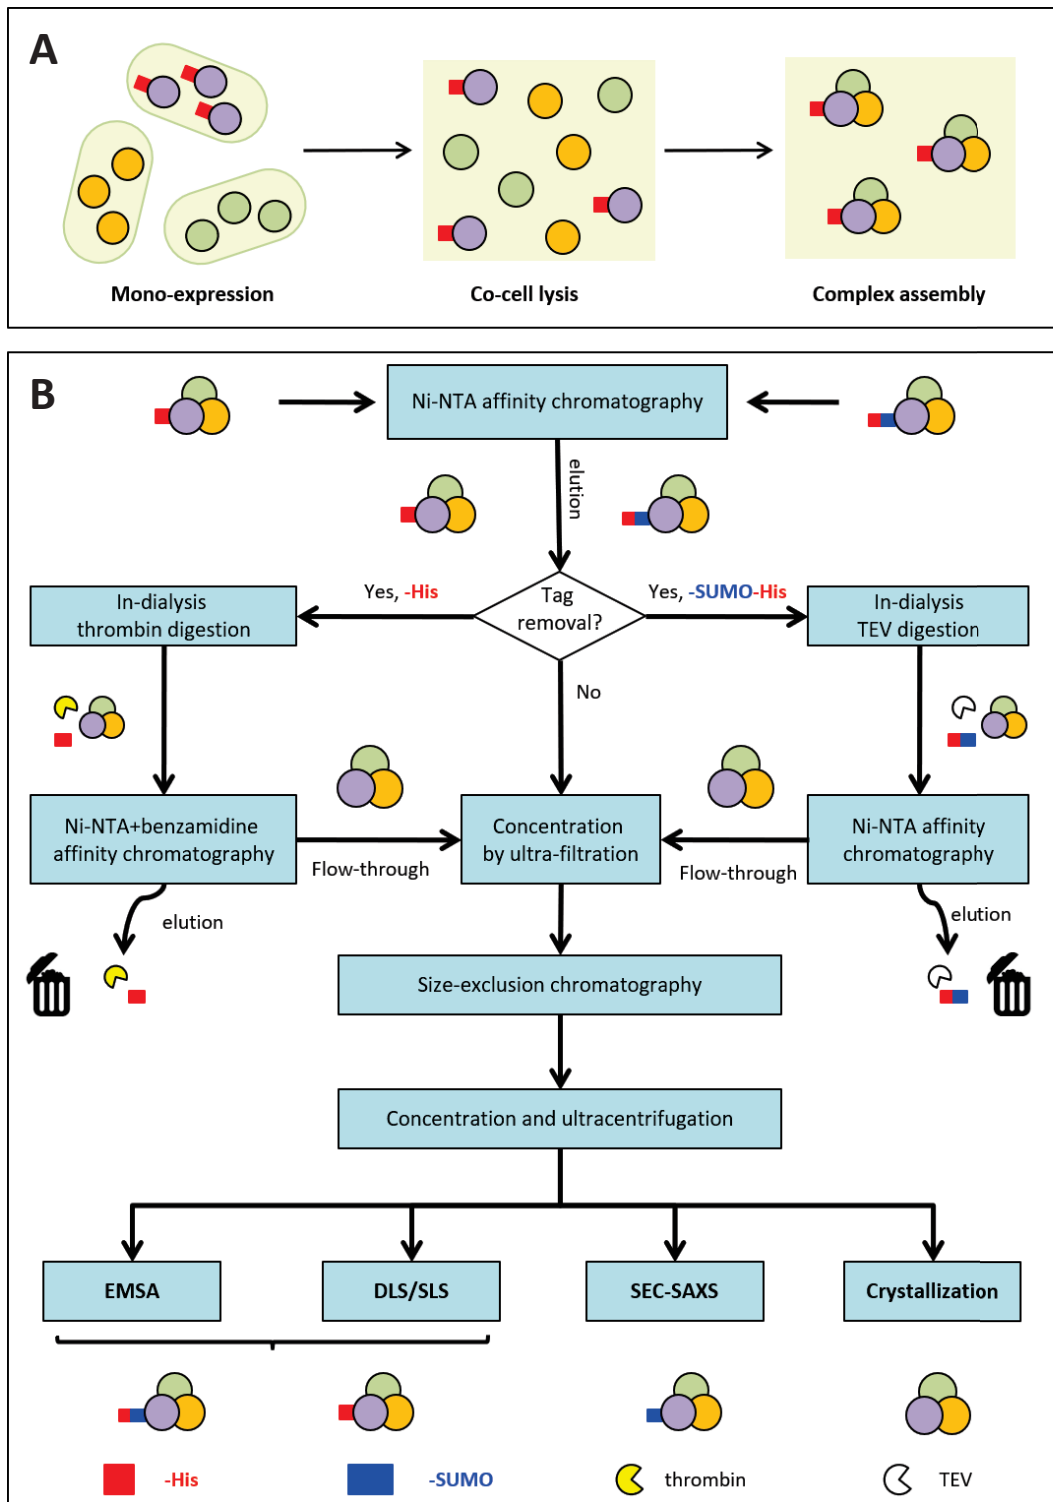 A
Mono-expression
Co-cell lysis
Complex assembly
B
Ni-NTA affinity chromatography
elution
Yes, -His
Tag
removal?
Yes, -SUMO-His
In-dialysis
thrombin digestion
In-dialysis
TEV digestion
No
Ni-NTA+benzamidine
affinity chromatography
Flow-through
Concentration
by ultra-filtration
Flow-through
Ni-NTA affinity
chromatography
elution
elution
Size-exclusion chromatography
Concentration and ultracentrifugation
EMSA
DLS/SLS
SEC-SAXS
Crystallization
-His
-SUMO
thrombin
TEV